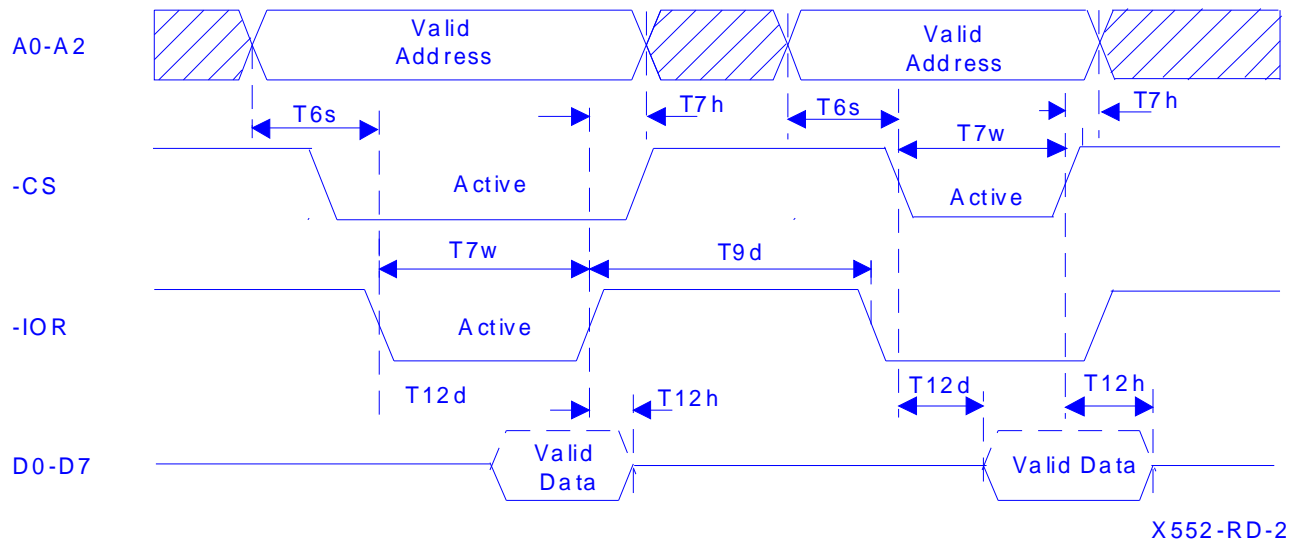 A0-A2
Valid
Address
Valid
Address
T6s
T7h
T6s
T7h
T7w
-CS
Active
Active
T7w
T9d
-IOR
Active
T12d
T12h
T12d
T12h
D0-D7
Valid
Data
Valid Data
X552-RD-2